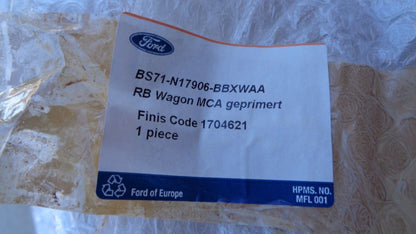 Ford
BS71-N17906-BBXWAA
RB Wagon MCA geprimert
Finis Code 1704621
1 piece
Ford of Europe
HPMS. NO.
MFL 001